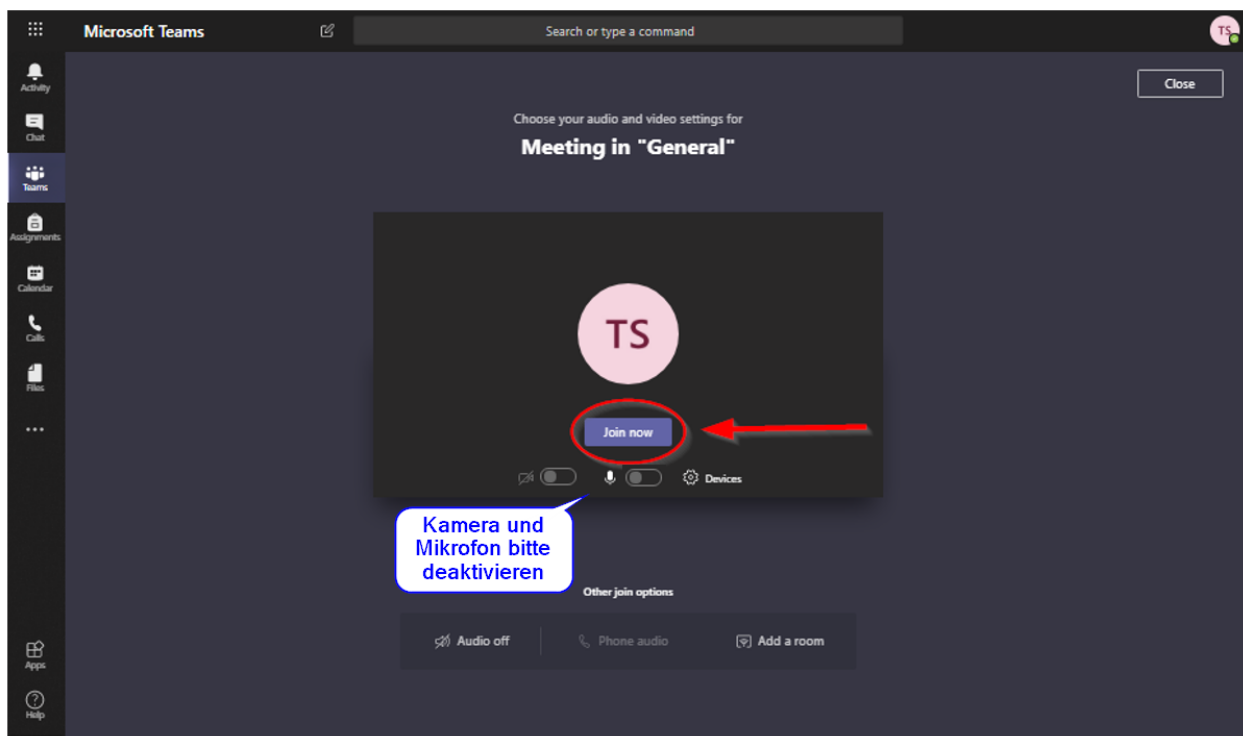 Microsoft Teams
Search or type a command
TS
Activity
Chat
Teams
Assignments
Calendar
Calls
Files
Apps
Help
Close
Choose your audio and video settings for
Meeting in "General"
TS
Join now
Devices
Kamera und
Mikrofon bitte
deaktivieren
Other join options
Audio off
Phone audio
Add a room